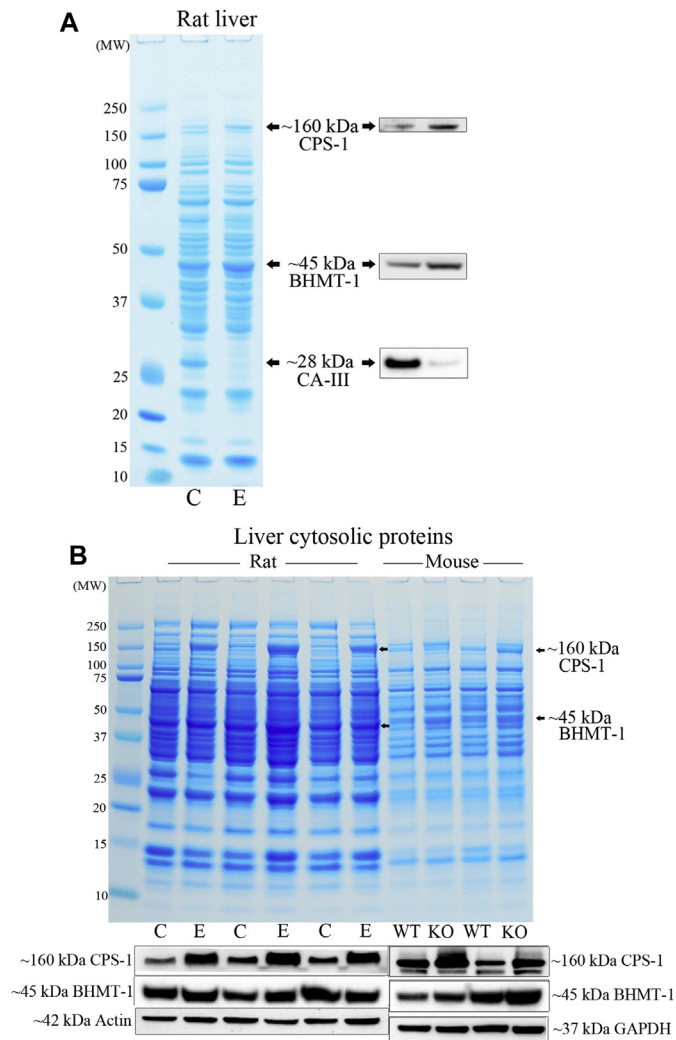 A
Rat liver
(MW)
250
150
100
75
50
37
25
20
15
10
~160 kDa
CPS-1
~45 kDa
BHMT-1
~28 kDa
CA-III
C E
B
Liver cytosolic proteins
Rat Mouse
(MW)
250
150
100
75
50
37
25
20
15
10
~160 kDa
CPS-1
~45 kDa
BHMT-1
C E C E C E WT KO WT KO
~160 kDa CPS-1 ~160 kDa CPS-1
~45 kDa BHMT-1 ~45 kDa BHMT-1
~42 kDa Actin ~37 kDa GAPDH